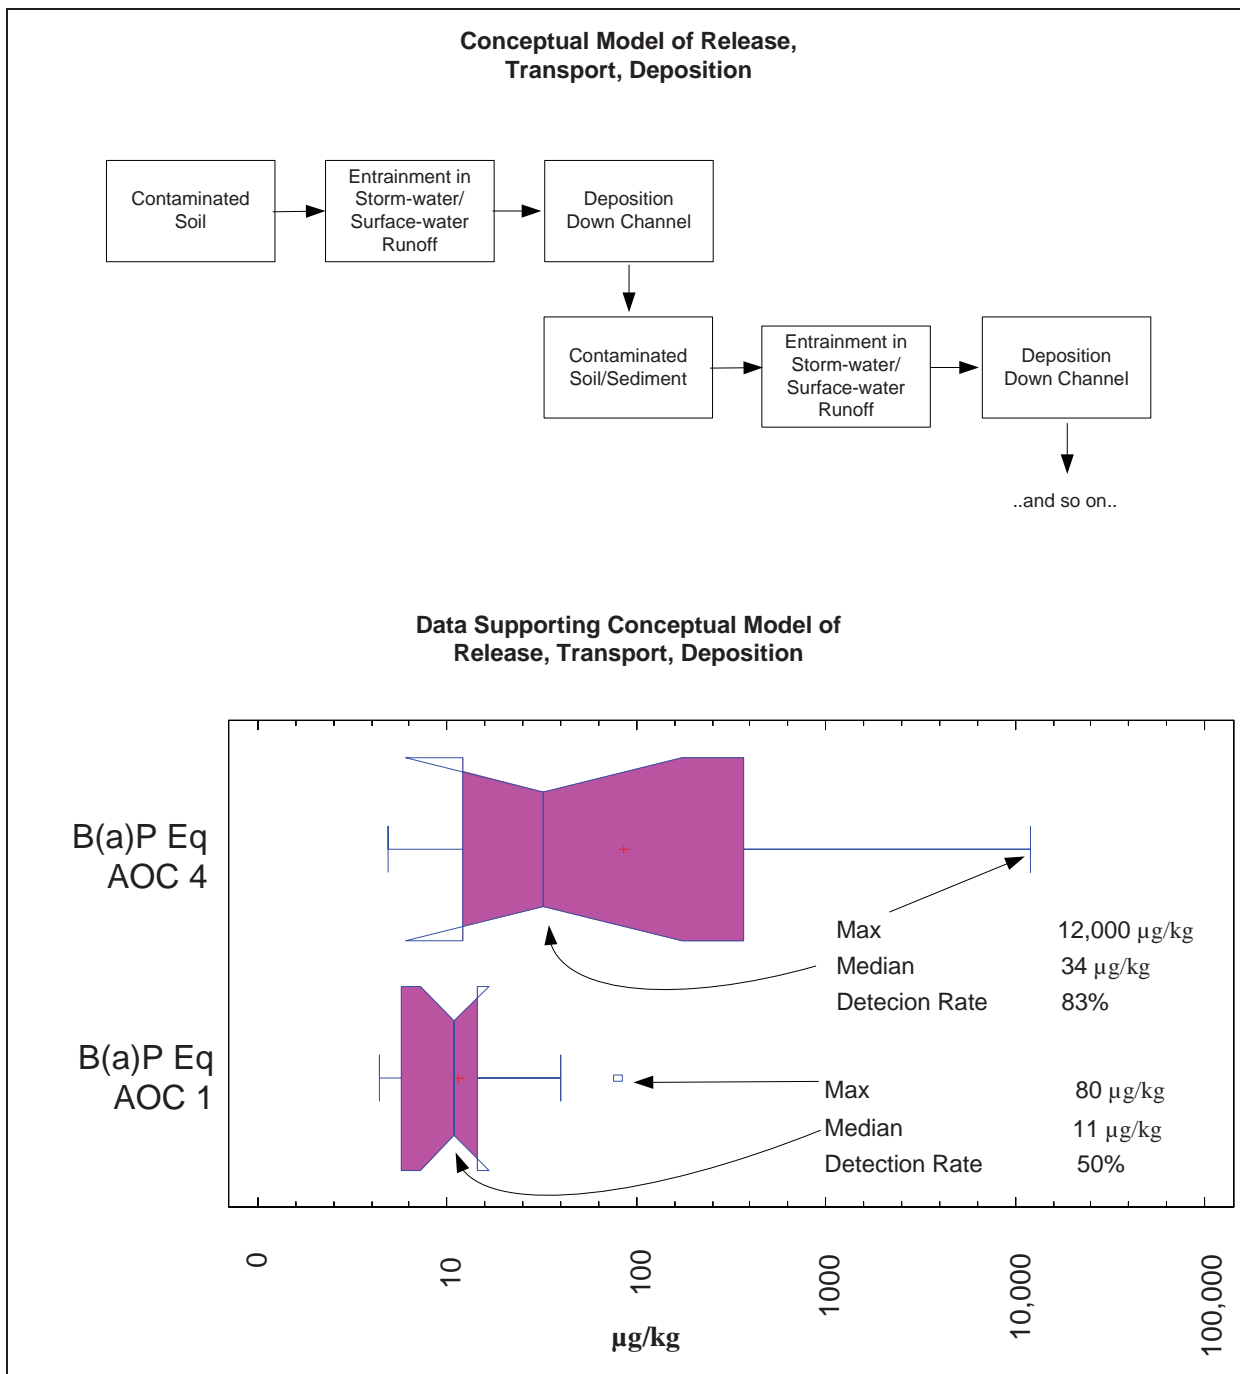 Conceptual Model of Release,
Transport, Deposition
Contaminated
Soil
Entrainment in
Storm-water/
Surface-water
Runoff
Deposition
Down Channel
Contaminated
Soil/Sediment
Entrainment in
Storm-water/
Surface-water
Runoff
Deposition
Down Channel
..and so on..
Data Supporting Conceptual Model of
Release, Transport, Deposition
B(a)P Eq
AOC 4
Max 12,000 µg/kg
Median 34 µg/kg
Detecion Rate 83%
B(a)P Eq
AOC 1
Max 80 µg/kg
Median 11 µg/kg
Detection Rate 50%
0 10 100 1000 10,000 100,000
µg/kg